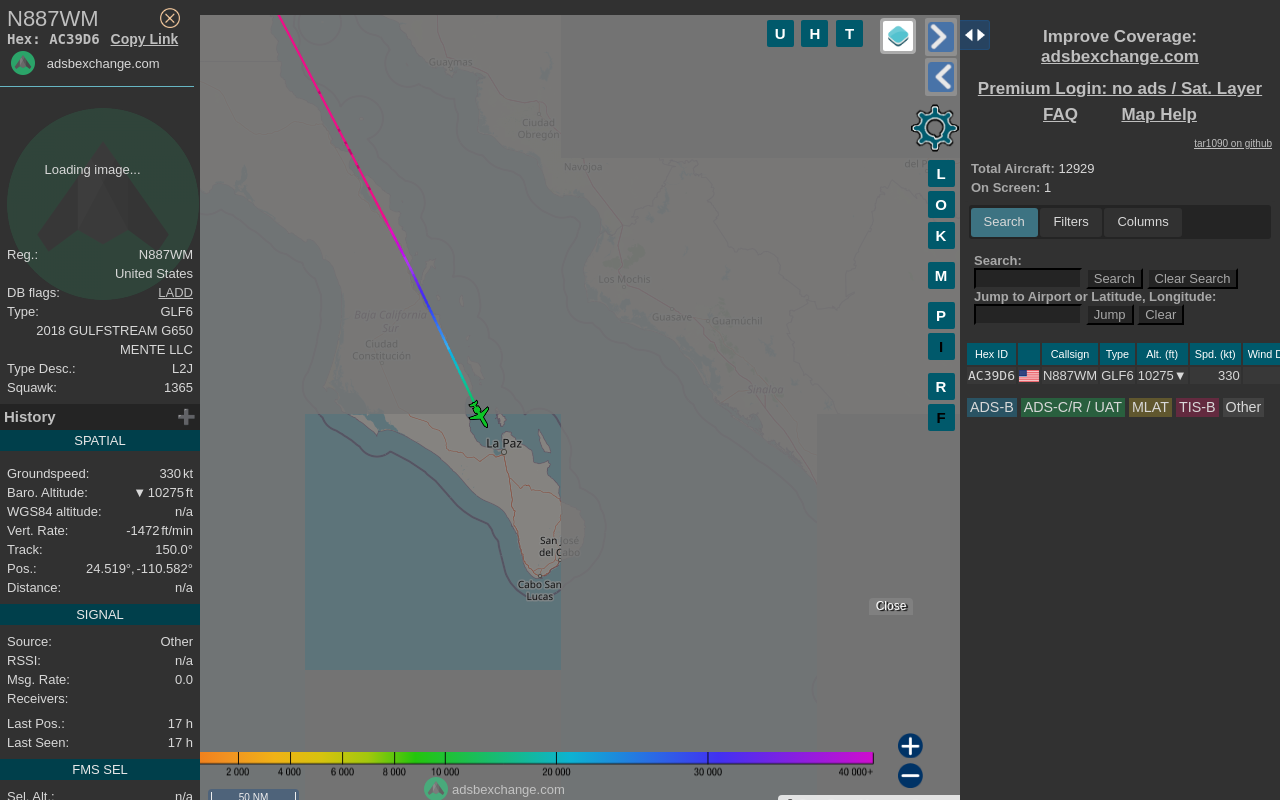 N887WM
Hex: AC39D6 Copy Link
adsbexchange.com
Loading image...
Reg.: N887WM
United States
DB flags: LADD
Type: GLF6
2018 GULFSTREAM G650
MENTE LLC
Type Desc.: L2J
Squawk: 1365
History
SPATIAL
Groundspeed: 330 kt
Baro. Altitude: ▼ 10275 ft
WGS84 altitude: n/a
Vert. Rate: -1472 ft/min
Track: 150.0°
Pos.: 24.519°, -110.582°
Distance: n/a
SIGNAL
Source: Other
RSSI: n/a
Msg. Rate: 0.0
Receivers:
Last Pos.: 17 h
Last Seen: 17 h
FMS SEL
Sel. Alt.: n/a
U H T
Guaymas
Ciudad
Obregón
Navojoa
Los Mochis
Guasave
Guamúchil
Baja California
Sur
Ciudad
Constitución
Sinaloa
La Paz
San José
del Cabo
Cabo San
Lucas
L
O
K
M
P
I
R
F
Close
2 000 4 000 6 000 8 000 10 000 20 000 30 000 40 000+
adsbexchange.com
50 NM
Improve Coverage:
adsbexchange.com
Premium Login: no ads / Sat. Layer
FAQ Map Help
tar1090 on github
Total Aircraft: 12929
On Screen: 1
Search Filters Columns
Search:
Search Clear Search
Jump to Airport or Latitude, Longitude:
Jump Clear
Hex ID Callsign Type Alt. (ft) Spd. (kt) Wind D
AC39D6 N887WM GLF6 10275▼ 330
ADS-B ADS-C/R / UAT MLAT TIS-B Other